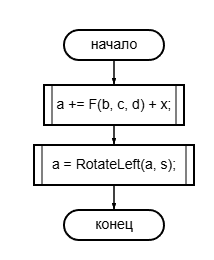 начало
a += F(b, c, d) + x;
a = RotateLeft(a, s);
конец